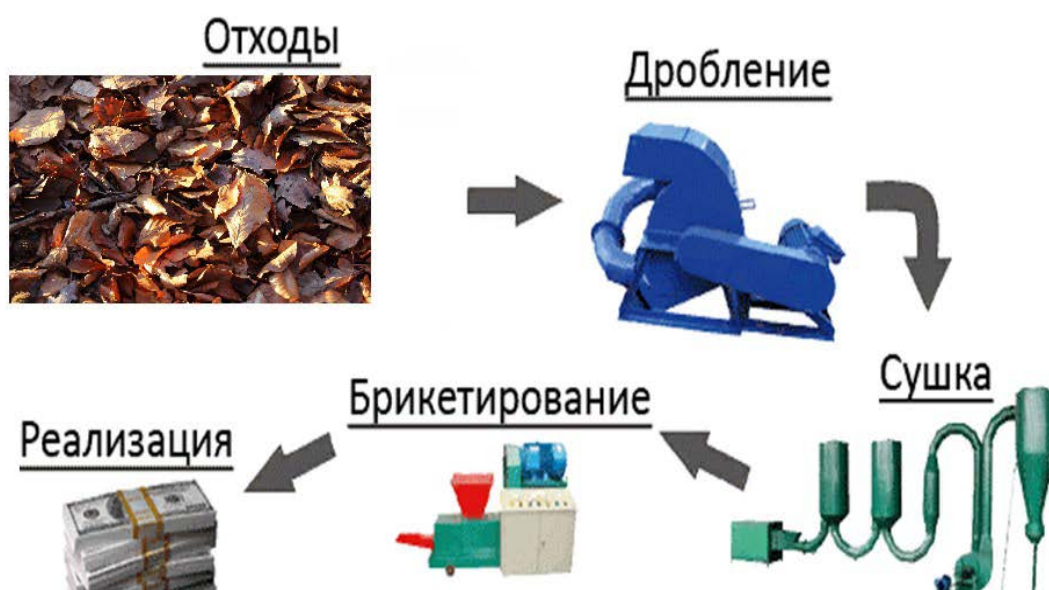 Отходы
Дробление
Сушка
Брикетирование
Реализация